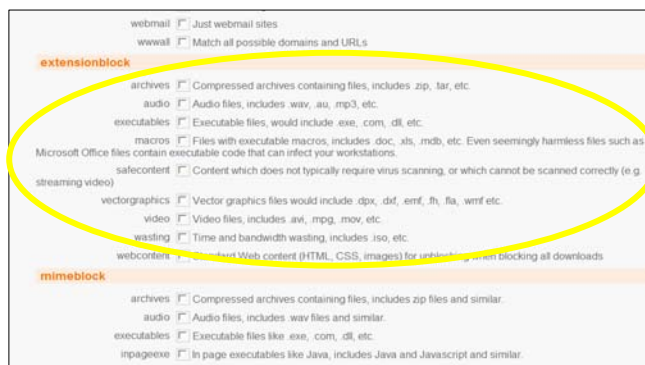 webmail Just webmail sites
wwwall Match all possible domains and URLs
extensionblock
archives Compressed archives containing files, includes .zip, .tar, etc.
audio Audio files, includes .wav, .au, .mp3, etc.
executables Executable files, would include .exe, .com, .dll, etc.
macros Files with executable macros, includes .doc, .xls, .mdb, etc. Even seemingly harmless files such as
Microsoft Office files contain executable code that can infect your workstations.
safecontent Content which does not typically require virus scanning, or which cannot be scanned correctly (e.g.
streaming video)
vectorgraphics Vector graphics files would include .dpx, .dxf, .emf, .fh, .fla, .wmf etc.
video Video files, includes .avi, .mpg, .mov, etc.
wasting Time and bandwidth wasting, includes .iso, etc.
webcontent Standard Web content (HTML, CSS, images) for unblocking when blocking all downloads
mimeblock
archives Compressed archives containing files, includes zip files and similar.
audio Audio files, includes .wav files and similar.
executables Executable files like .exe, .com, .dll, etc.
inpageexe In page executables like Java, includes Java and Javascript and similar.